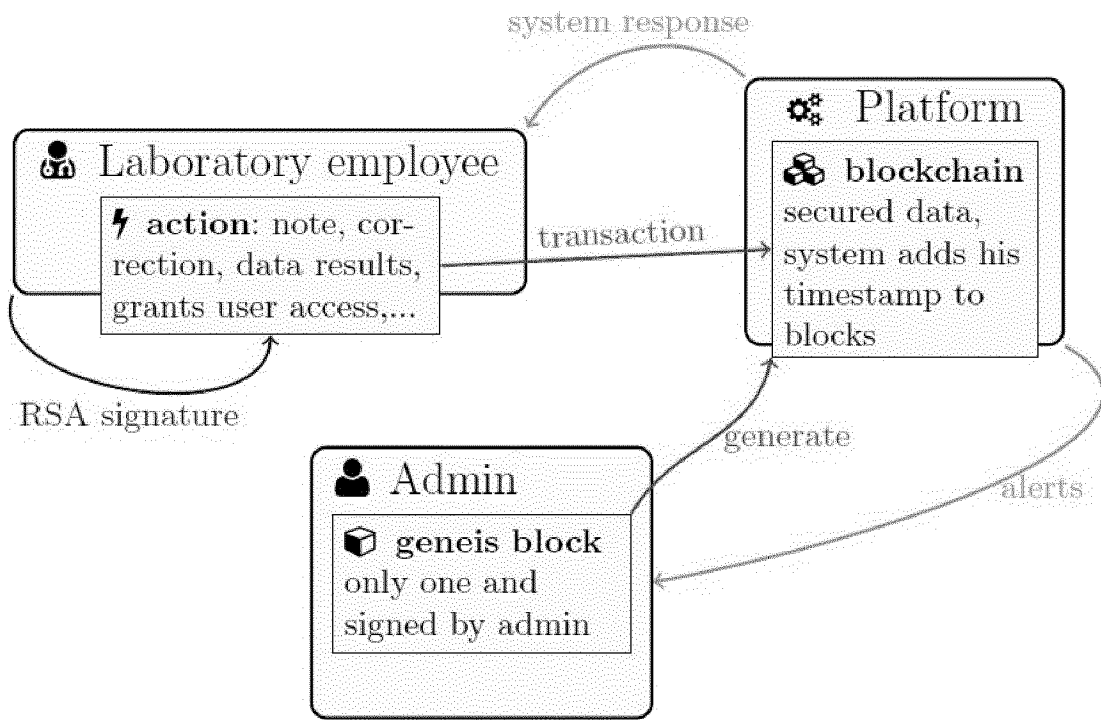 system response
Platform
blockchain
secured data,
system adds his
timestamp to
blocks
Laboratory employee
action: note, cor-
rection, data results,
grants user access,...
transaction
RSA signature
generate
alerts
Admin
geneis block
only one and
signed by admin